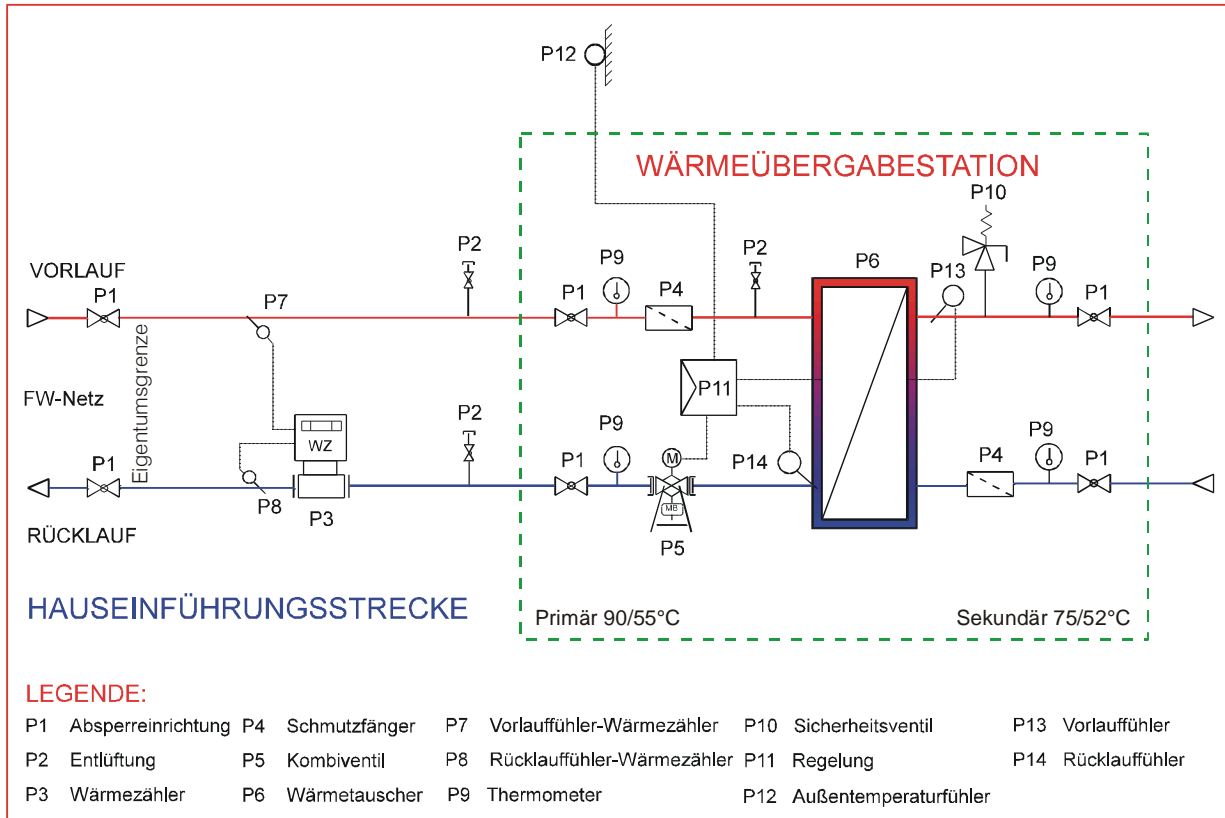 P12
WÄRMEÜBERGABESTATION
P10
VORLAUF
P1
P7
P2
P1
P9
P4
P2
P6
P13
P9
P1
Eigentumsgrenze
FW-Netz
P11
WZ
P2
P9
M
P14
P4
P9
P1
P1
P8
P3
P1
MB
P5
RÜCKLAUF
HAUSEINFÜHRUNGSSTRECKE
Primär 90/55°C
Sekundär 75/52°C
LEGENDE:
P1 Absperreinrichtung P4 Schmutzfänger P7 Vorlauffühler-Wärmezähler P10 Sicherheitsventil P13 Vorlauffühler
P2 Entlüftung P5 Kombiventil P8 Rücklauffühler-Wärmezähler P11 Regelung P14 Rücklauffühler
P3 Wärmezähler P6 Wärmetauscher P9 Thermometer P12 Außentemperaturfühler